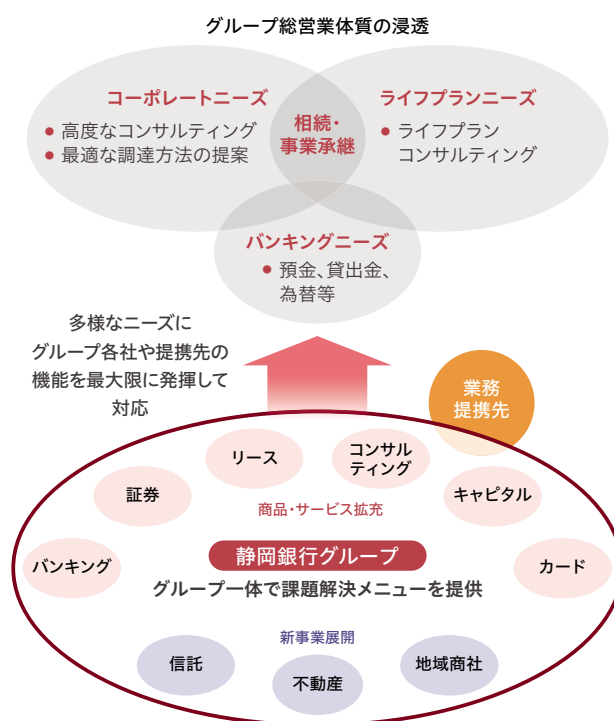 グループ総営業体質の浸透
コーポレートニーズ
● 高度なコンサルティング
● 最適な調達方法の提案
相続・
事業承継
ライフプランニーズ
● ライフプラン
コンサルティング
バンキングニーズ
● 預金、貸出金、
為替等
多様なニーズに
グループ各社や提携先の
機能を最大限に発揮して
対応
業務
提携先
リース
コンサル
ティング
証券
キャピタル
商品・サービス拡充
バンキング
静岡銀行グループ
カード
グループ一体で課題解決メニューを提供
新事業展開
信託
不動産
地域商社